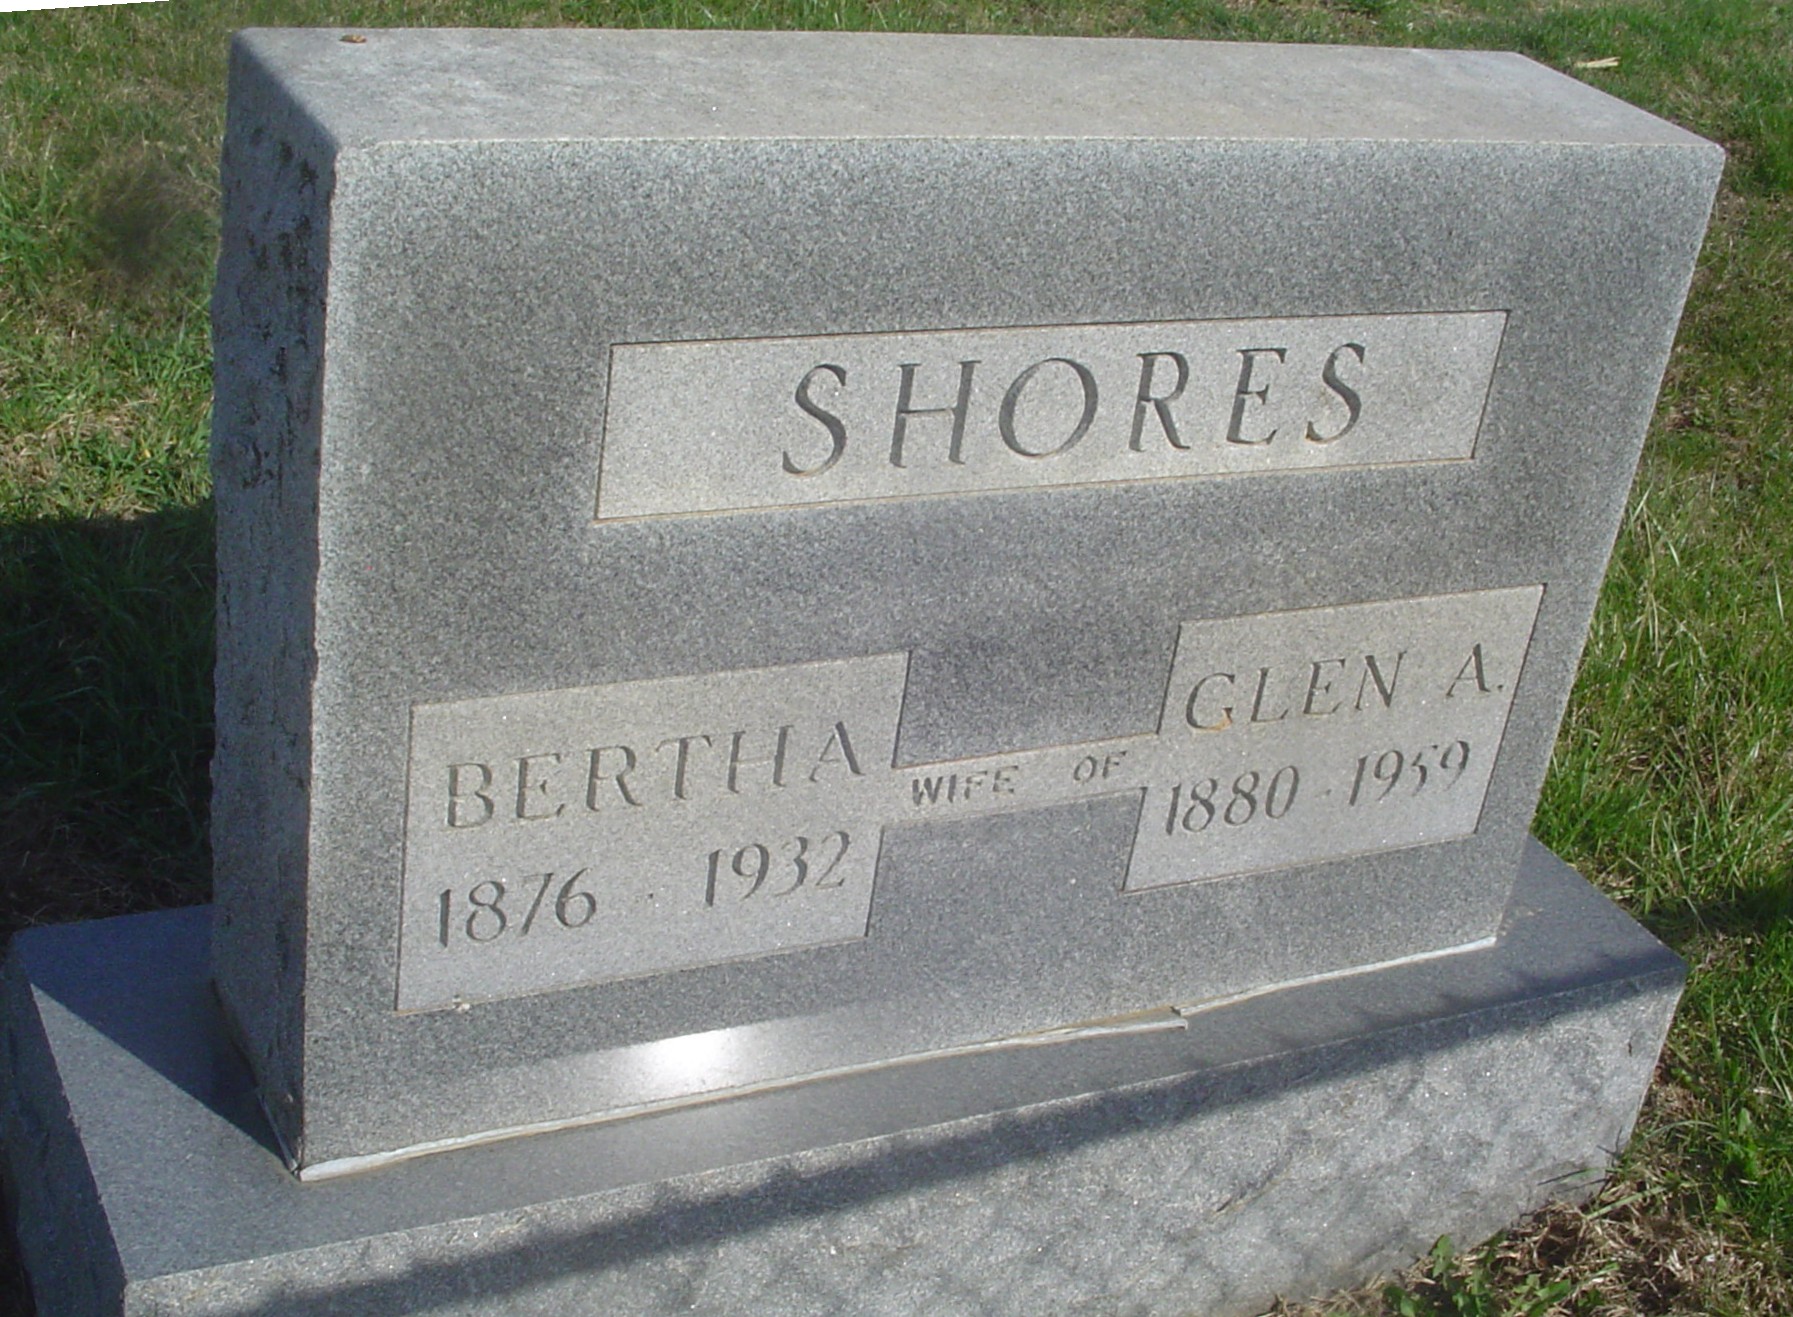 SHORES
BERTHA
1876 . 1932
WIFE OF
GLEN A.
1880 . 1959